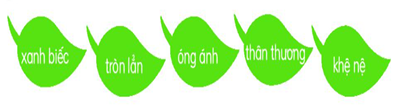 xanh biếc
tròn lẳn
óng ánh
thân thương
khệ nệ